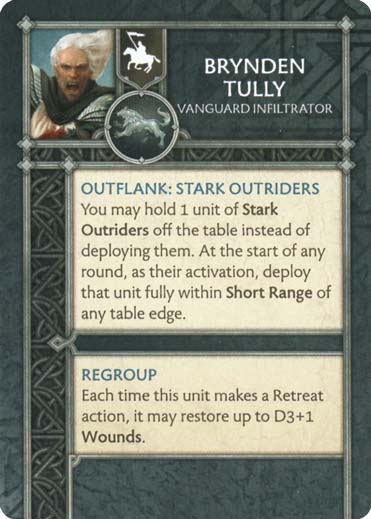 BRYNDEN
TULLY
VANGUARD INFILTRATOR
OUTFLANK: STARK OUTRIDERS
You may hold 1 unit of Stark
Outriders off the table instead of
deploying them. At the start of any
round, as their activation, deploy
that unit fully within Short Range of
any table edge.
REGROUP
Each time this unit makes a Retreat
action, it may restore up to D3+1
Wounds.